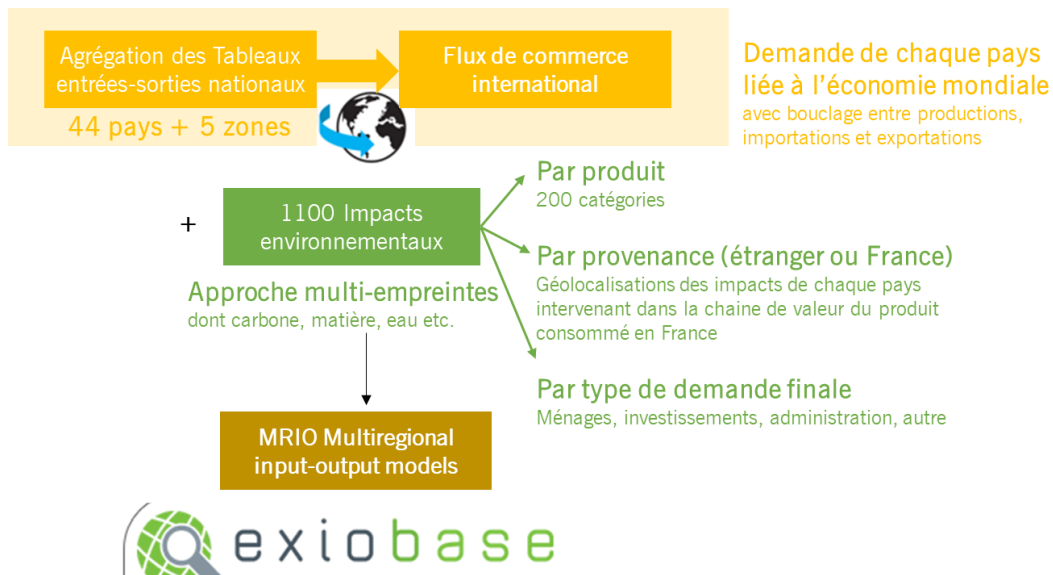 Agrégation des Tableaux
entrées-sorties nationaux
Flux de commerce
international
44 pays + 5 zones
Demande de chaque pays
liée à l'économie mondiale
avec bouclage entre productions,
importations et exportations
+
1100 Impacts
environnementaux
Approche multi-empreintes
dont carbone, matière, eau etc.
Par produit
200 catégories
Par provenance (étranger ou France)
Géolocalisations des impacts de chaque pays
intervenant dans la chaine de valeur du produit
consommé en France
Par type de demande finale
Ménages, investissements, administration, autre
MRIO Multiregional
input-output models
exiobase